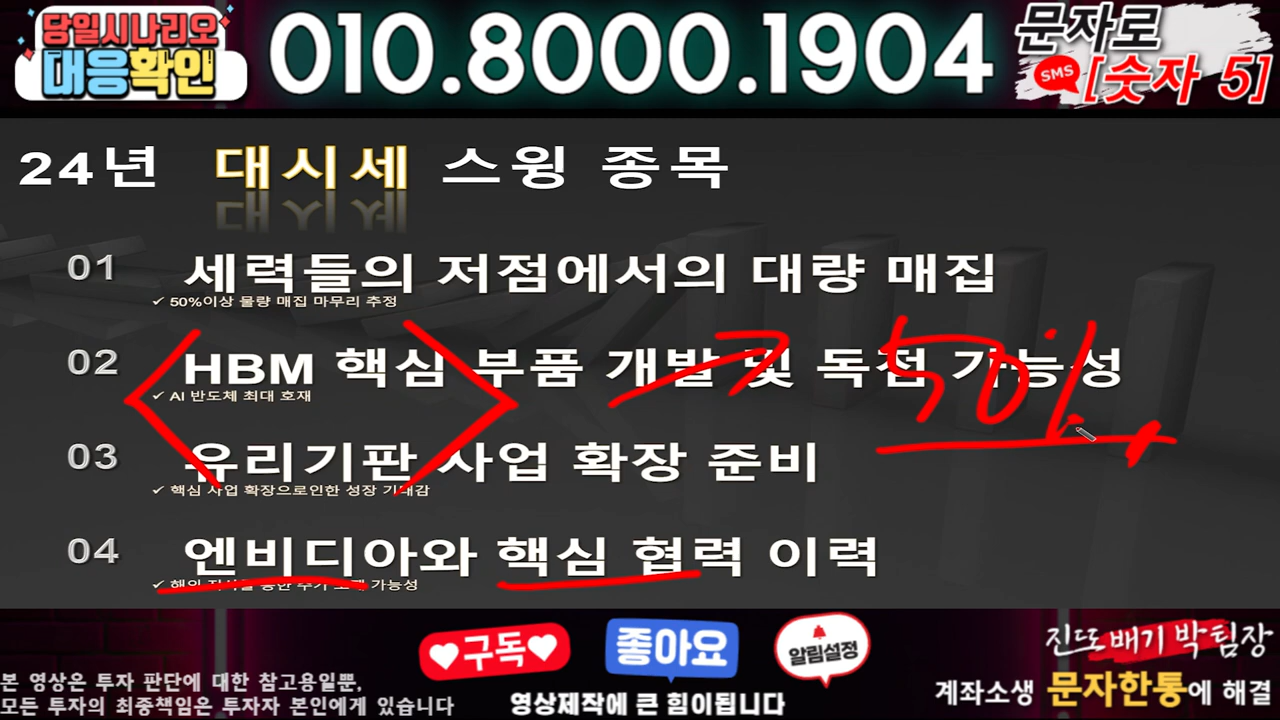 당일시나리오
대응확인
010.8000.1904
문자로
SMS [숫자 5]
24년 대시세 스윙 종목
01 세력들의 저점에서의 대량 매집
✓ 50%이상 물량 매집 마무리 추정
02 HBM 핵심 부품 개발 및 독점 가능성
50%
✓ AI 반도체 최대 호재
03 유리기판 사업 확장 준비
✓ 핵심 사업 확장으로인한 성장 기대감
04 엔비디아와 핵심 협력 이력
✓ 통한 추가 가능성
구독
좋아요
알림설정
영상제작에 큰 힘이됩니다
본 영상은 투자 판단에 대한 참고용일뿐,
모든 투자의 최종책임은 투자자 본인에게 있습니다
진또배기 박팀장
계좌소생 문자한통에 해결